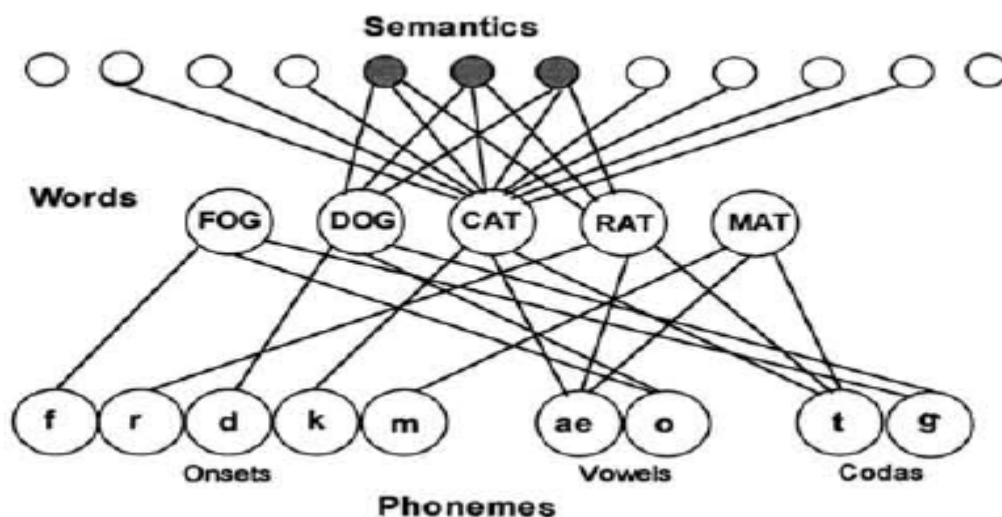 Semantics
Words
FOG DOG CAT RAT MAT
f r d k m ae o t g
Onsets Vowels Codas
Phonemes